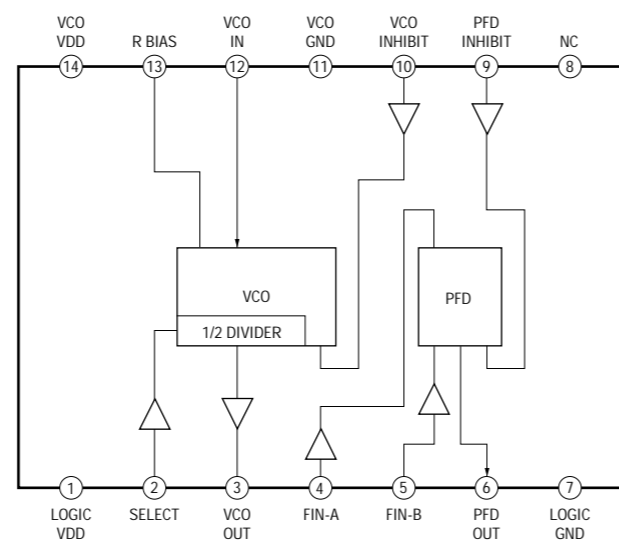 VCO
VDD
R BIAS
VCO
IN
VCO
GND
VCO
INHIBIT
PFD
INHIBIT
NC
14
13
12
11
10
9
8
VCO
PFD
1/2 DIVIDER
1
2
3
4
5
6
7
LOGIC
VDD
SELECT
VCO
OUT
FIN-A
FIN-B
PFD
OUT
LOGIC
GND